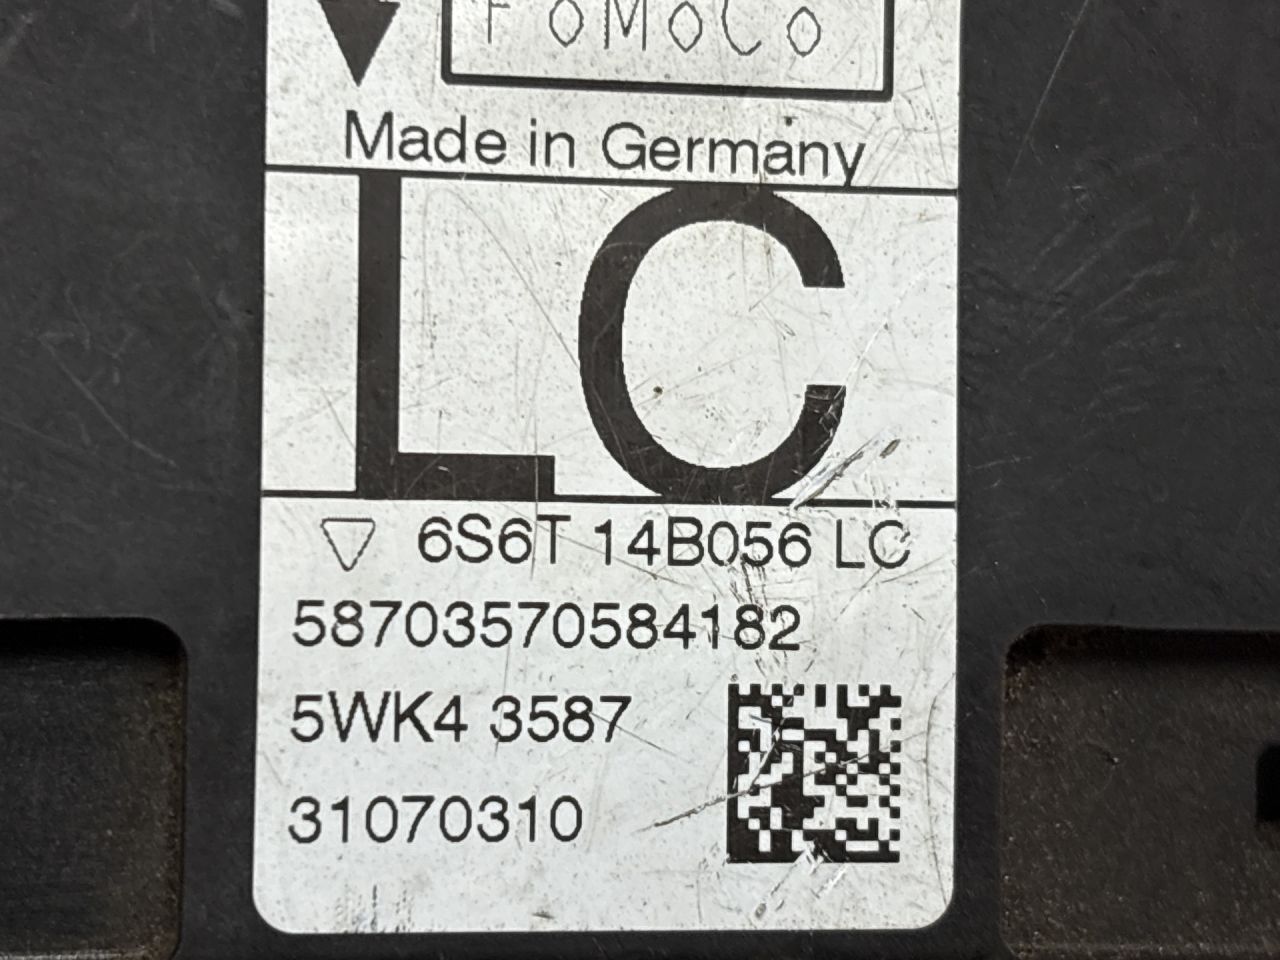 FoMoCo
Made in Germany
LC
6S6T 14B056 LC
58703570584182
5WK4 3587
31070310